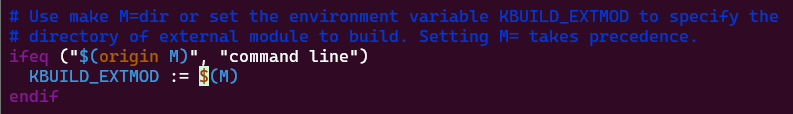 # Use make M=dir or set the environment variable KBUILD_EXTMOD to specify the
# directory of external module to build. Setting M= takes precedence.
ifeq ("$(origin M)", "command line")
  KBUILD_EXTMOD := $(M)
endif